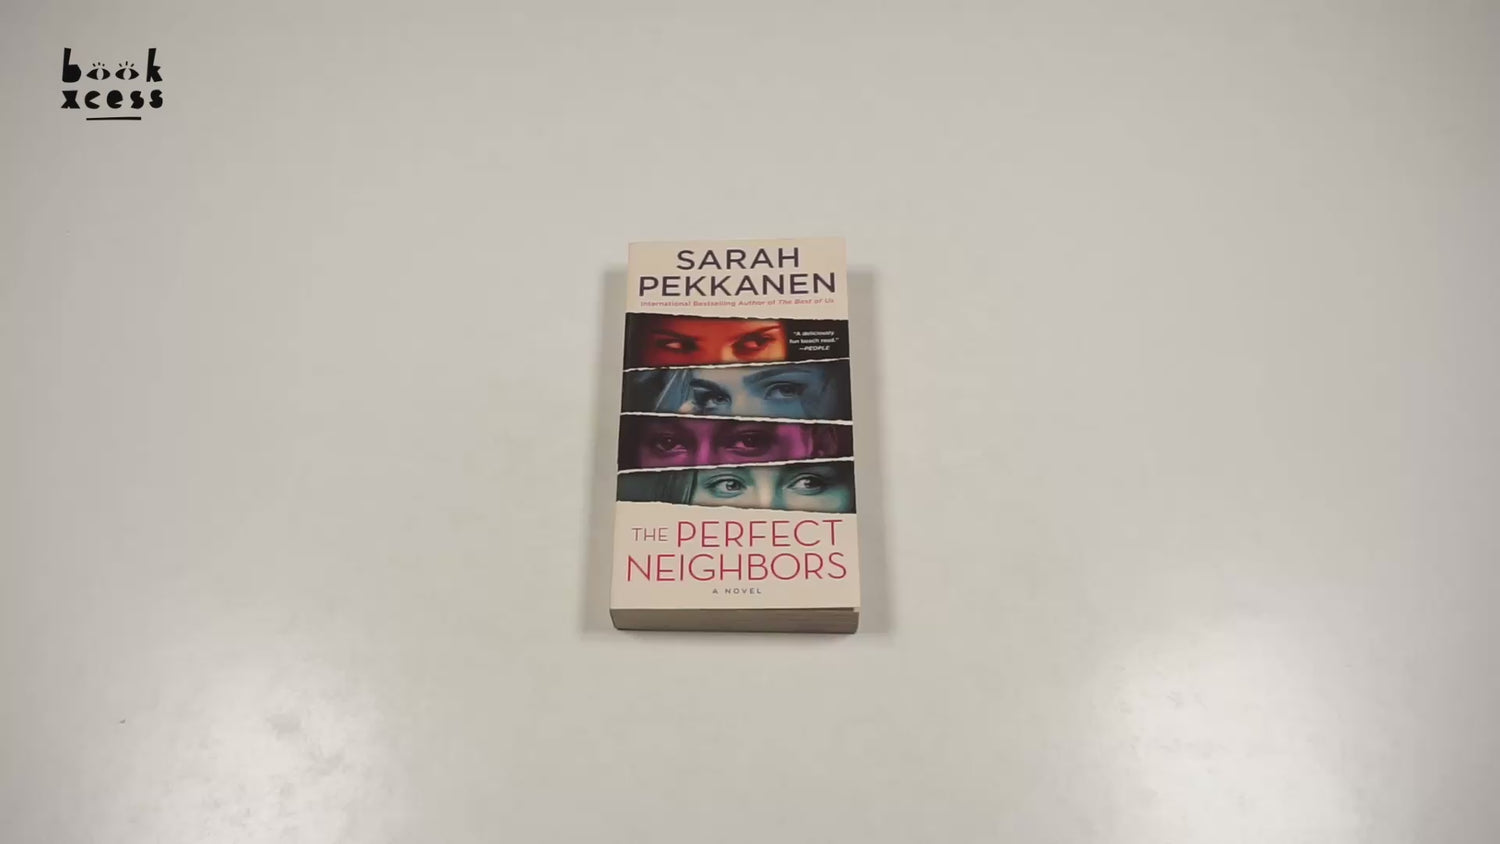 book
xcess
SARAH
PEKKANEN
International Bestselling Author of The Best of Us
"A deliciously
fun beach read."
—PEOPLE
THE PERFECT
NEIGHBORS
A NOVEL